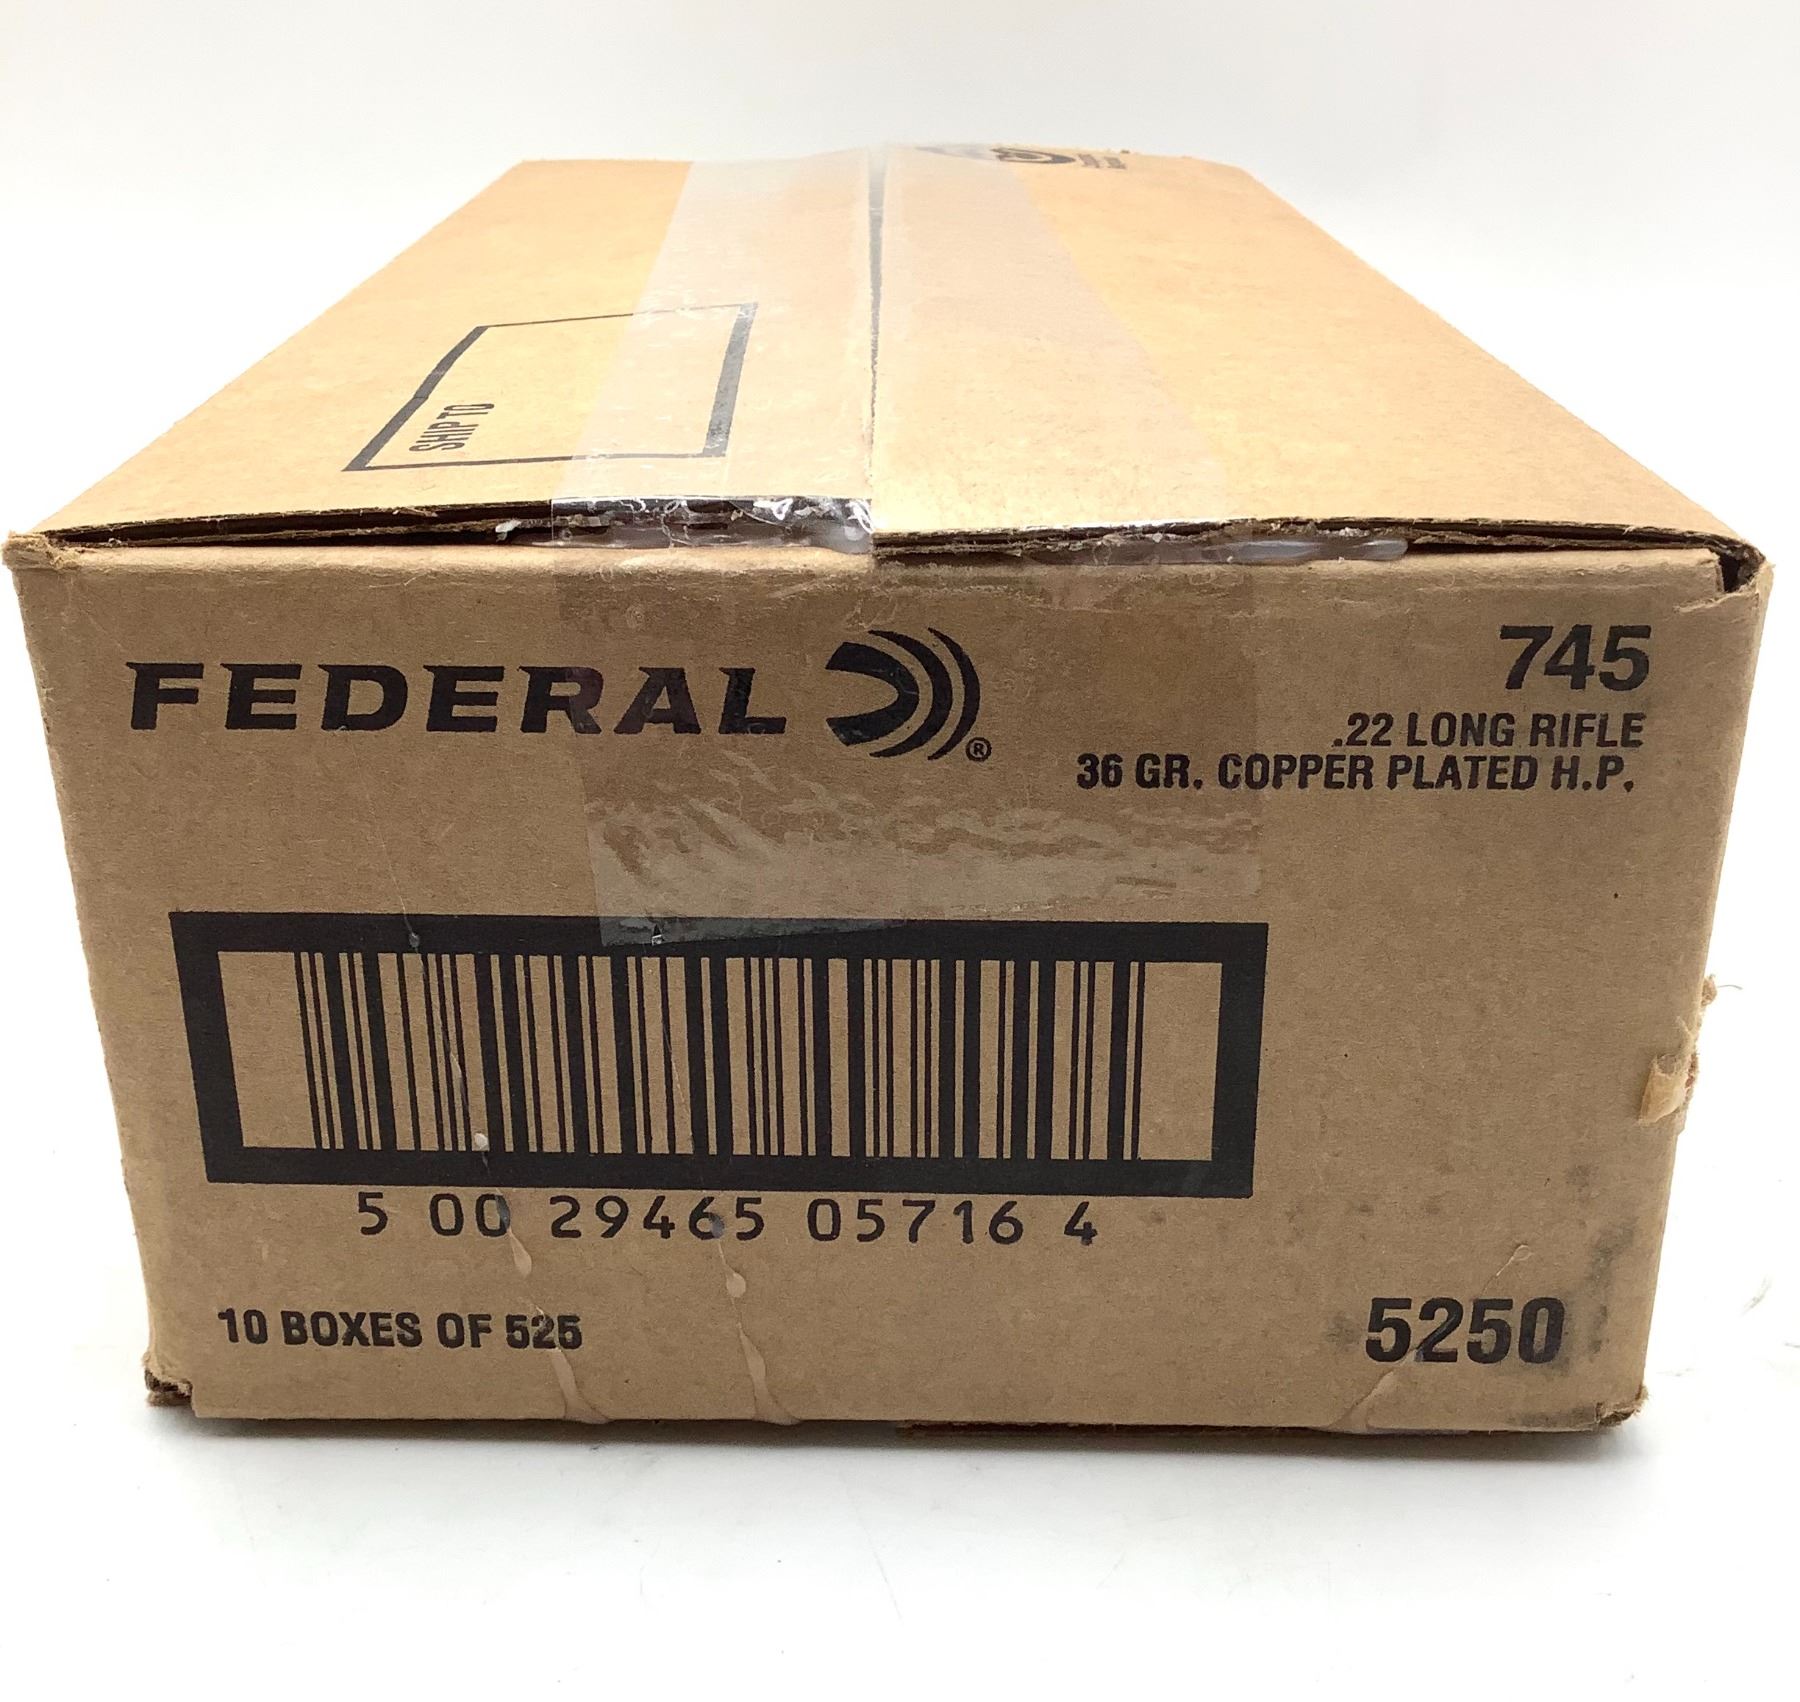 SHIP TO
FEDERAL ®
745
.22 LONG RIFLE
36 GR. COPPER PLATED H.P.
5 00 29465 05716 4
10 BOXES OF 525
5250